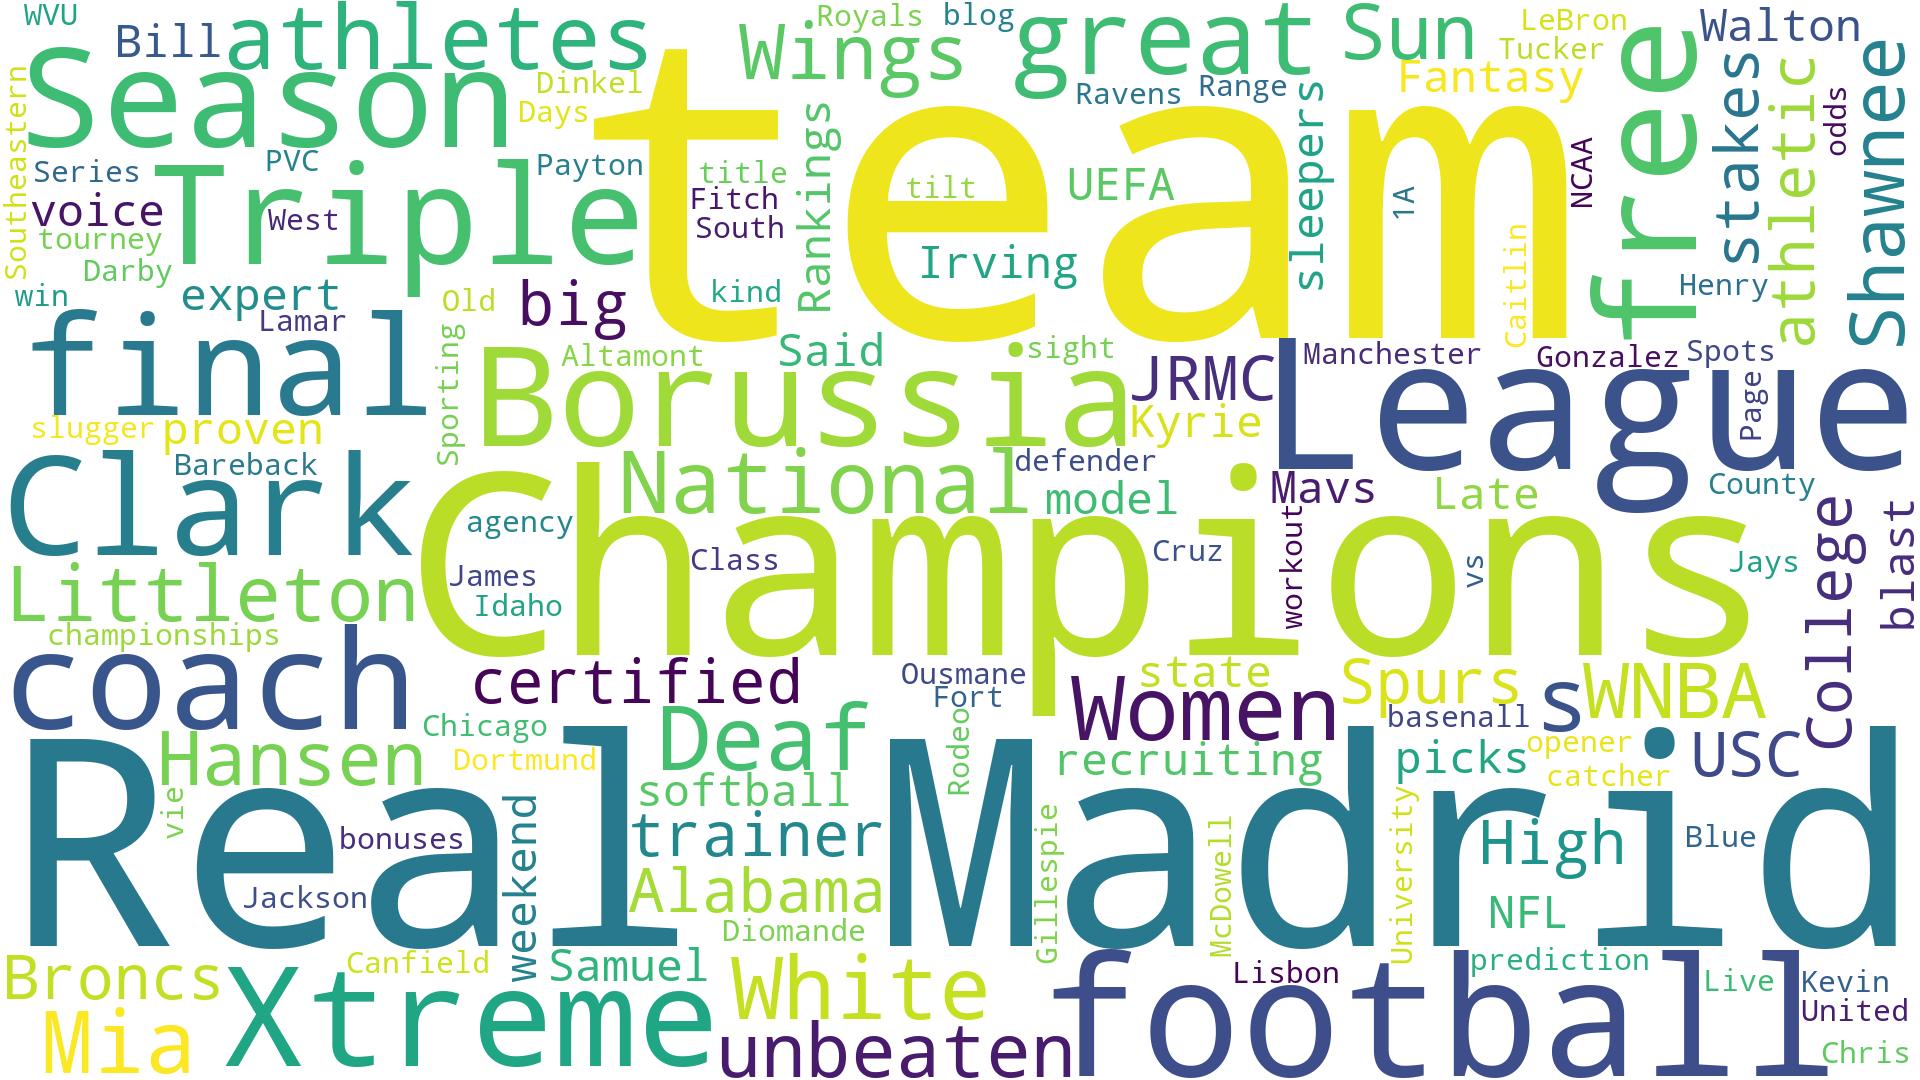 WVU
Bill
athletes
Royals
blog
Wings
great
Sun
LeBron
Tucker
Walton
Season
Dinkel
Days
team
Rankings
Ravens
Range
sleepers
Fantasy
free
stakes
athletic
odds
Shawnee
Southeastern
Series
PVC
Payton
title
tilt
UEFA
1A
NCAA
voice
Triple
West
Fitch
South
tourney
Darby
Irving
Caitlin
win
expert
Lamar
Old
big
kind
Henry
final
Sporting
Altamont
Said
sight
JRMC
Manchester
Gonzalez
Spots
Borussia
League
Page
slugger
proven
Kyrie
Clark
Bareback
National
defender
model
Mavs
Late
County
College
blast
agency
Champions
Class
Cruz
workout
vs
Jays
Littleton
James
Idaho
championships
coach
certified
Ousmane
Fort
state
Women
Spurs
s
WNBA
Chicago
Deaf
Rodeo
basenall
Hansen
Dortmund
recruiting
picks
opener
catcher
USC
Real Madrid
vie
bonuses
weekend
softball
trainer
Gillespie
McDowell
University
High
Blue
Jackson
Alabama
NFL
Diomande
Broncs
Canfield
Samuel
White
Lisbon
prediction
Live
Kevin
United
Mia
Xtreme
unbeaten
football
Chris